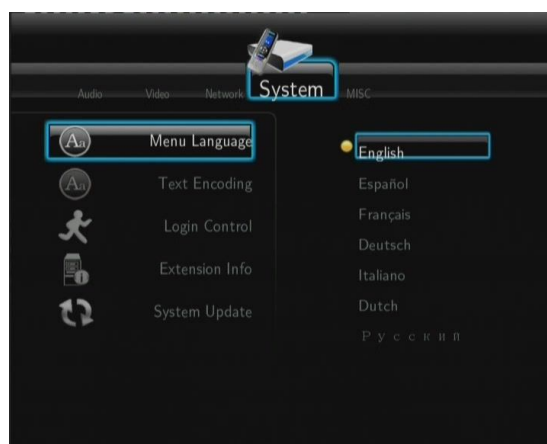 Audio Video Network System MISC
Menu Language
Text Encoding
Login Control
Extension Info
System Update
English
Español
Français
Deutsch
Italiano
Dutch
Русский